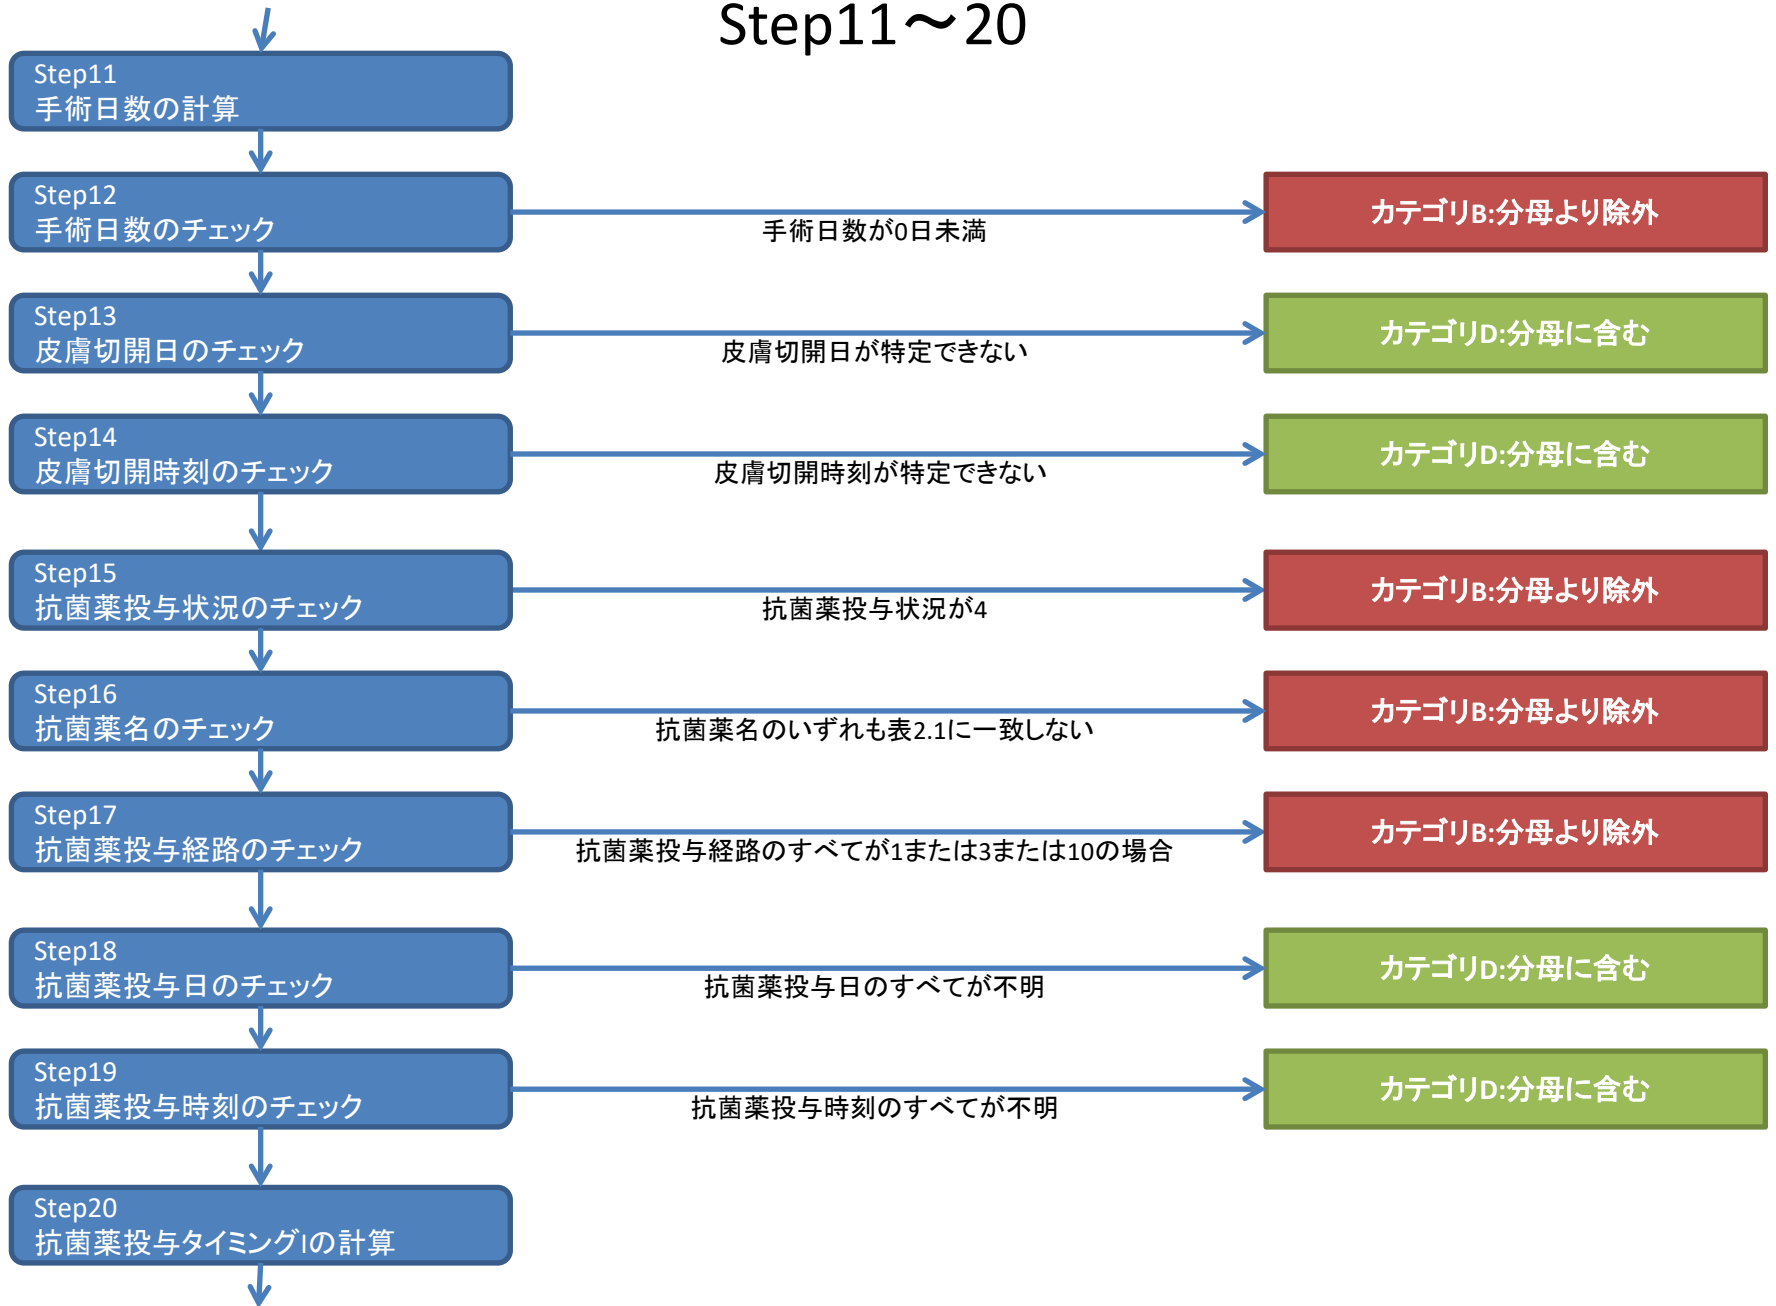 Step11～20
Step11
手術日数の計算
Step12
手術日数のチェック
手術日数が0日未満
カテゴリB:分母より除外
Step13
皮膚切開日のチェック
皮膚切開日が特定できない
カテゴリD:分母に含む
Step14
皮膚切開時刻のチェック
皮膚切開時刻が特定できない
カテゴリD:分母に含む
Step15
抗菌薬投与状況のチェック
抗菌薬投与状況が4
カテゴリB:分母より除外
Step16
抗菌薬名のチェック
抗菌薬名のいずれも表2.1に一致しない
カテゴリB:分母より除外
Step17
抗菌薬投与経路のチェック
抗菌薬投与経路のすべてが1または3または10の場合
カテゴリB:分母より除外
Step18
抗菌薬投与日のチェック
抗菌薬投与日のすべてが不明
カテゴリD:分母に含む
Step19
抗菌薬投与時刻のチェック
抗菌薬投与時刻のすべてが不明
カテゴリD:分母に含む
Step20
抗菌薬投与タイミングIの計算